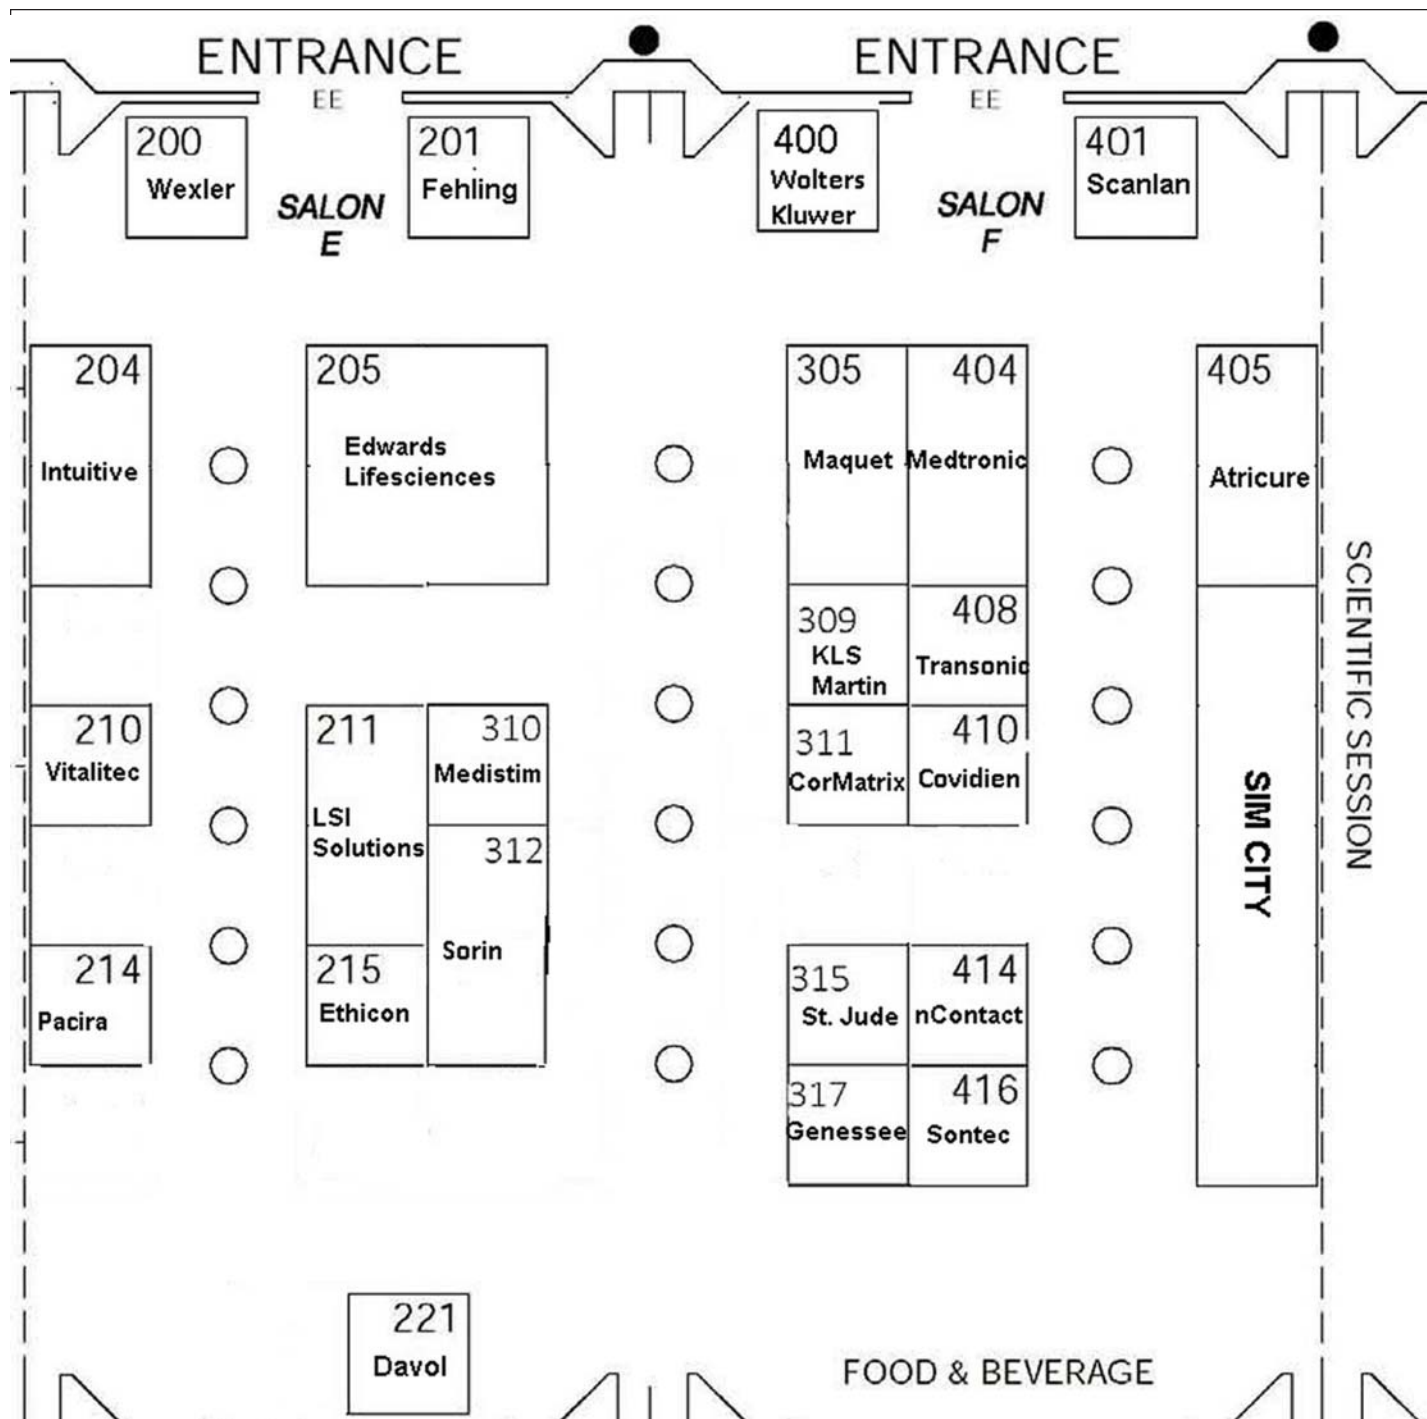 ENTRANCE
ENTRANCE
EE
EE
200
Wexler
201
Fehling
400
Wolters
Kluwer
401
Scanlan
SALON
E
SALON
F
204
Intuitive
205
Edwards
Lifesciences
305
Maquet
404
Medtronic
405
Atricure
309
KLS
Martin
408
Transonic
210
Vitalitec
211
LSI
Solutions
310
Medistim
311
CorMatrix
410
Covidien
312
Sorin
SIM CITY
SCIENTIFIC SESSION
214
Pacira
215
Ethicon
315
St. Jude
414
nContact
317
Genessee
416
Sontec
221
Davol
FOOD & BEVERAGE